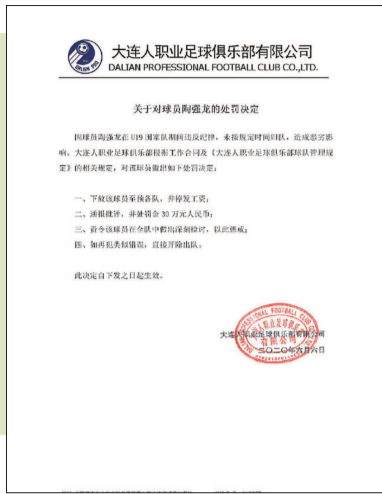 大连人职业足球俱乐部有限公司
DALIAN PROFESSIONAL FOOTBALL CLUB CO.,LTD.
关于对球员陶强龙的处罚决定
因球员陶强龙在 U19 国家队期间违反纪律，未按规定时间归队，造成恶劣影
响。大连人职业足球俱乐部根据工作合同及《大连人职业足球俱乐部球队管理规
定》的相关规定，对该球员做出如下处罚决定：
一、下放该球员至预备队，并停发工资；
二、通报批评，并处罚金 30 万元人民币；
三、责令该球员在全队中做出深刻检讨，以此惩戒；
四、如再犯类似错误，直接开除出队。
此决定自下发之日起生效。
大连人职业足球俱乐部有限公司
二〇二〇年六月六日